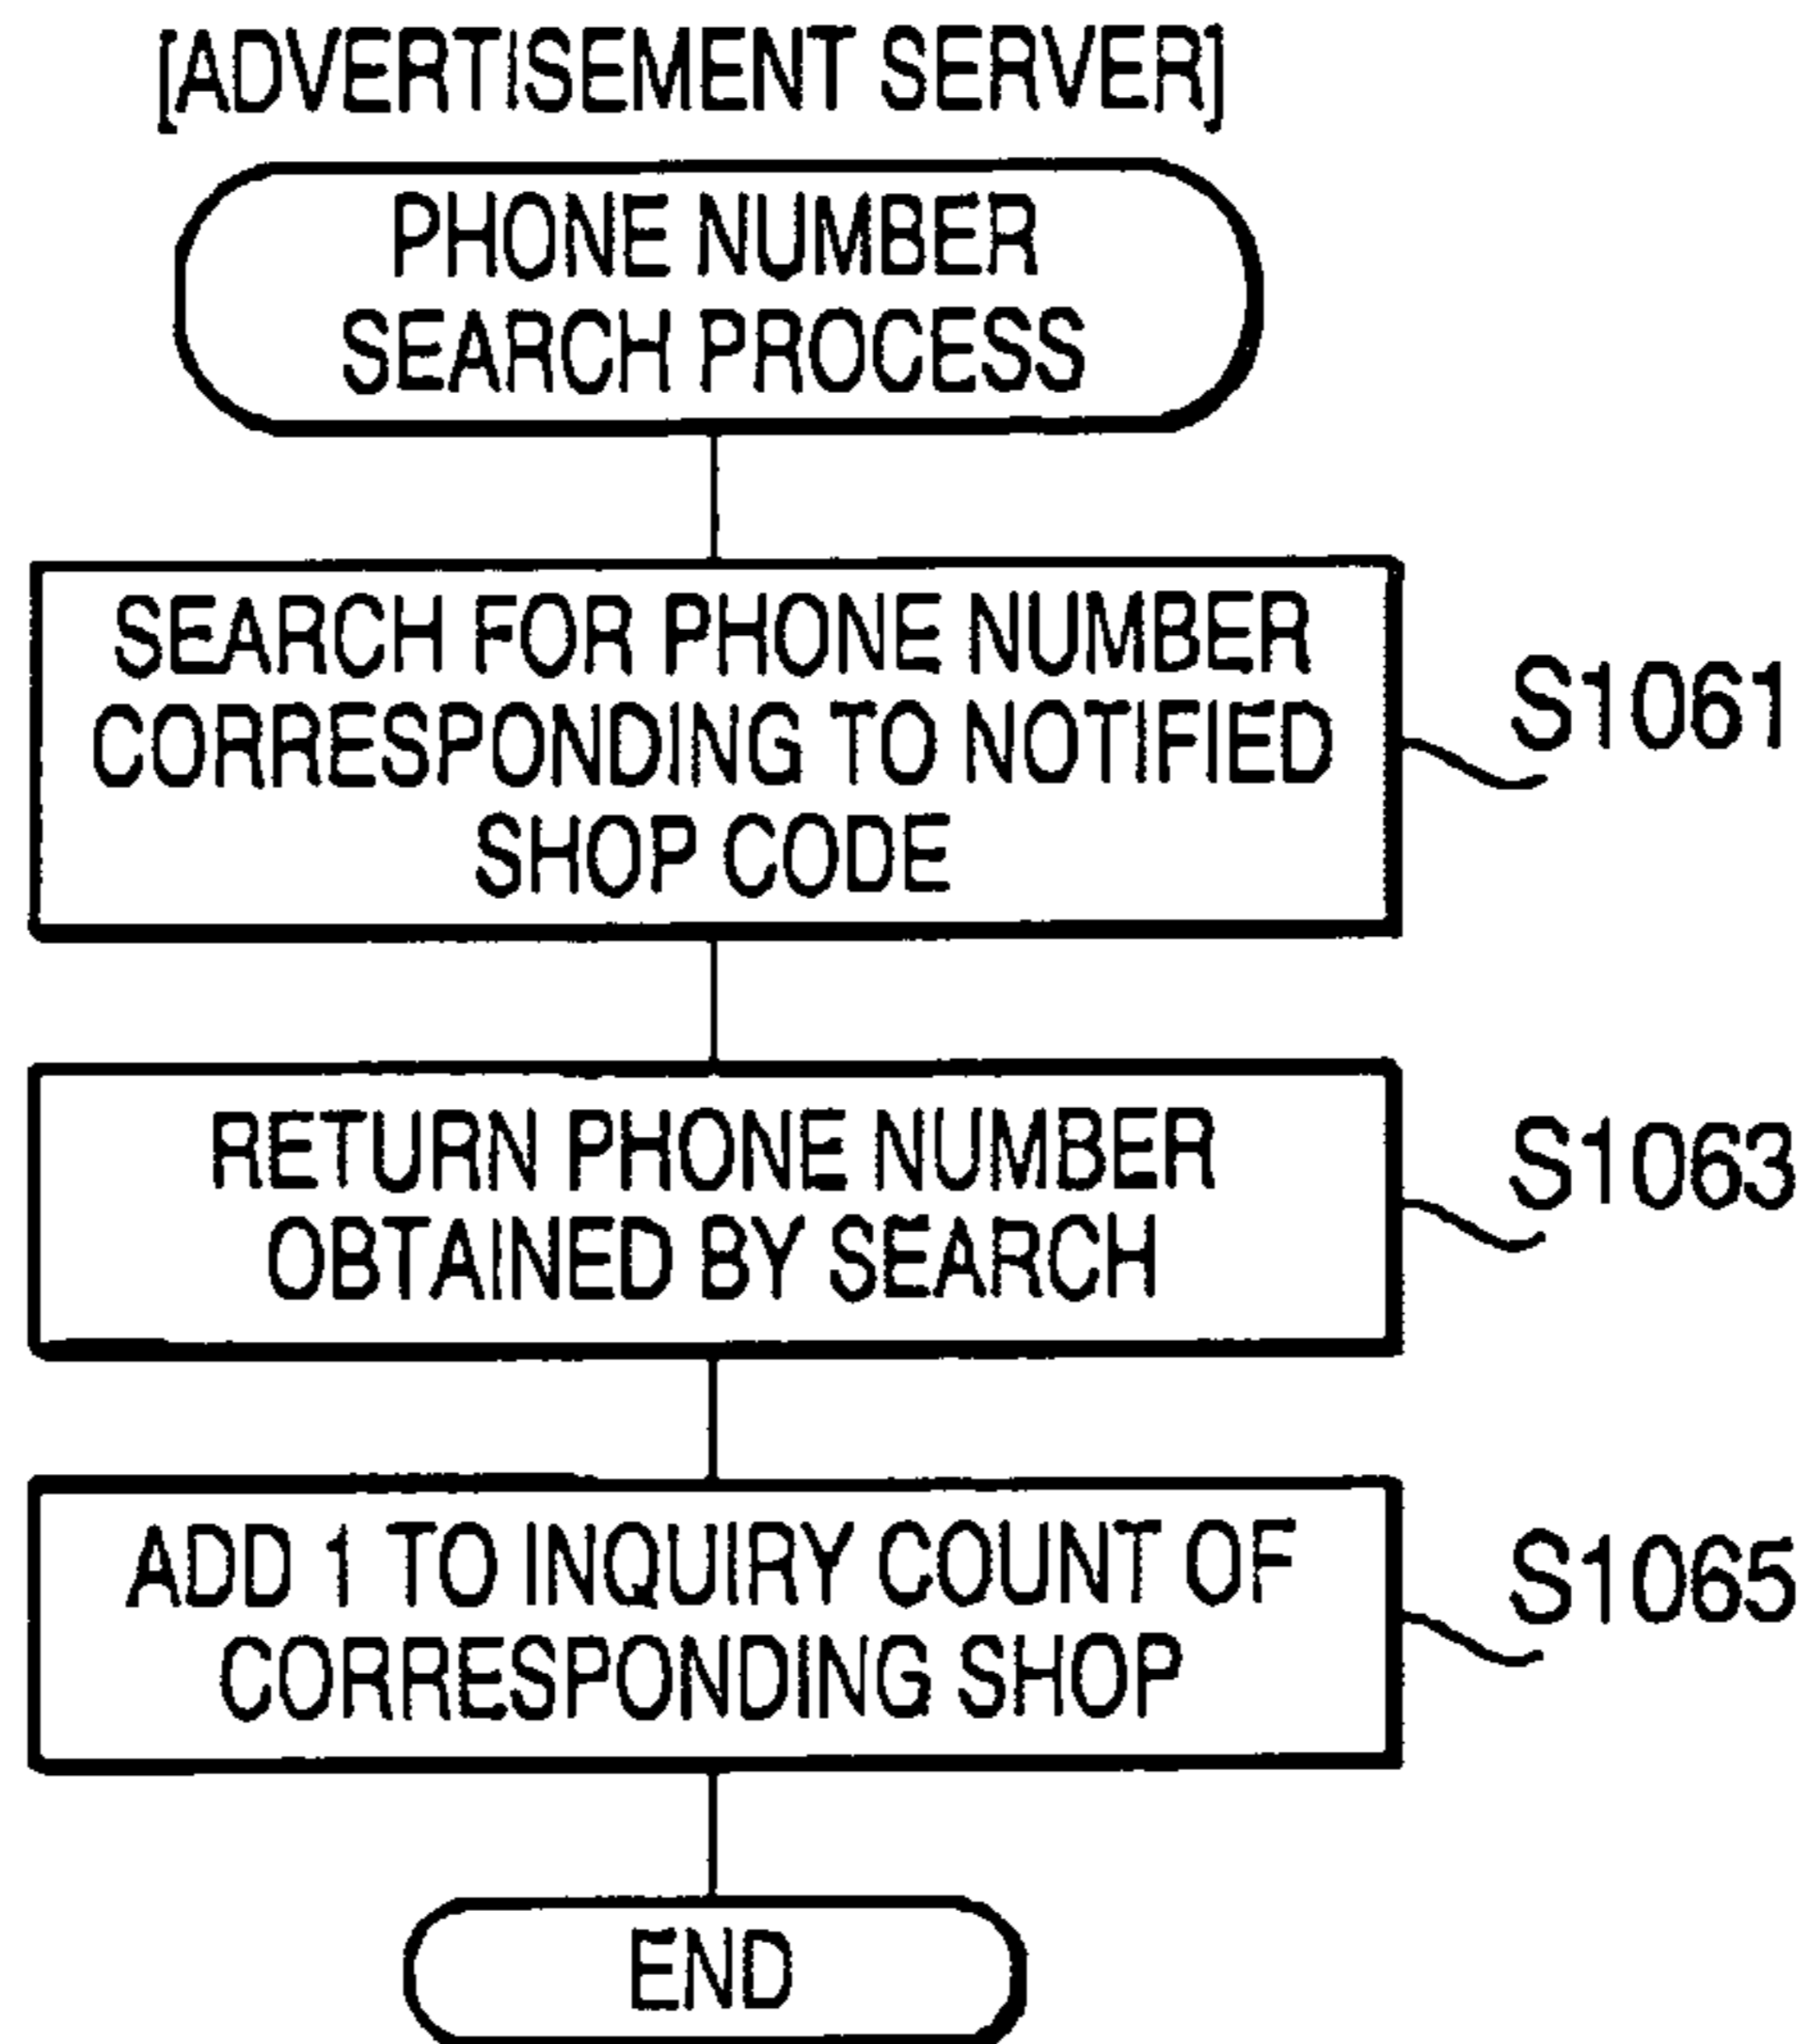 [ADVERTISEMENT SERVER]
PHONE NUMBER
SEARCH PROCESS
SEARCH FOR PHONE NUMBER
CORRESPONDING TO NOTIFIED
SHOP CODE
S1061
RETURN PHONE NUMBER
OBTAINED BY SEARCH
S1063
ADD 1 TO INQUIRY COUNT OF
CORRESPONDING SHOP
S1065
END